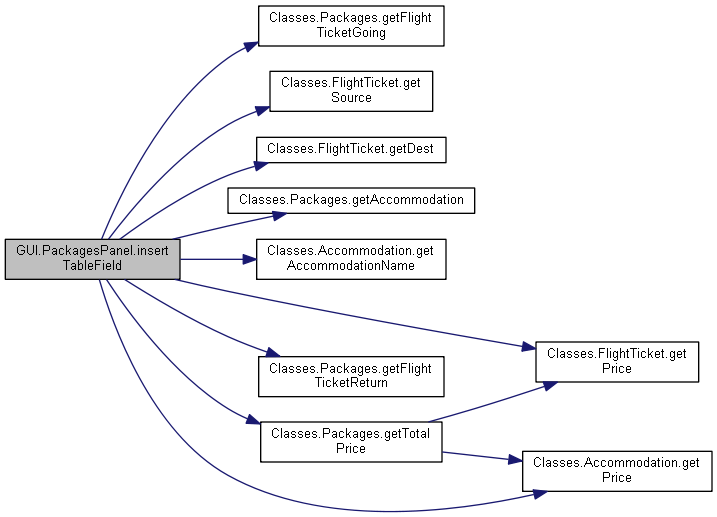 Classes.Packages.getFlight
TicketGoing
Classes.FlightTicket.get
Source
Classes.FlightTicket.getDest
Classes.Packages.getAccommodation
GUI.PackagesPanel.insert
TableField
Classes.Accommodation.get
AccommodationName
Classes.FlightTicket.get
Price
Classes.Packages.getFlight
TicketReturn
Classes.Packages.getTotal
Price
Classes.Accommodation.get
Price